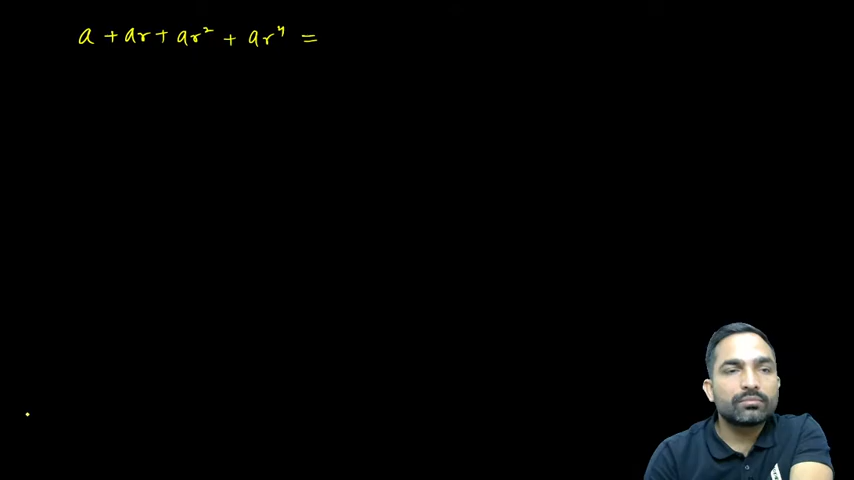 a + ar + ar² + ar⁴ =